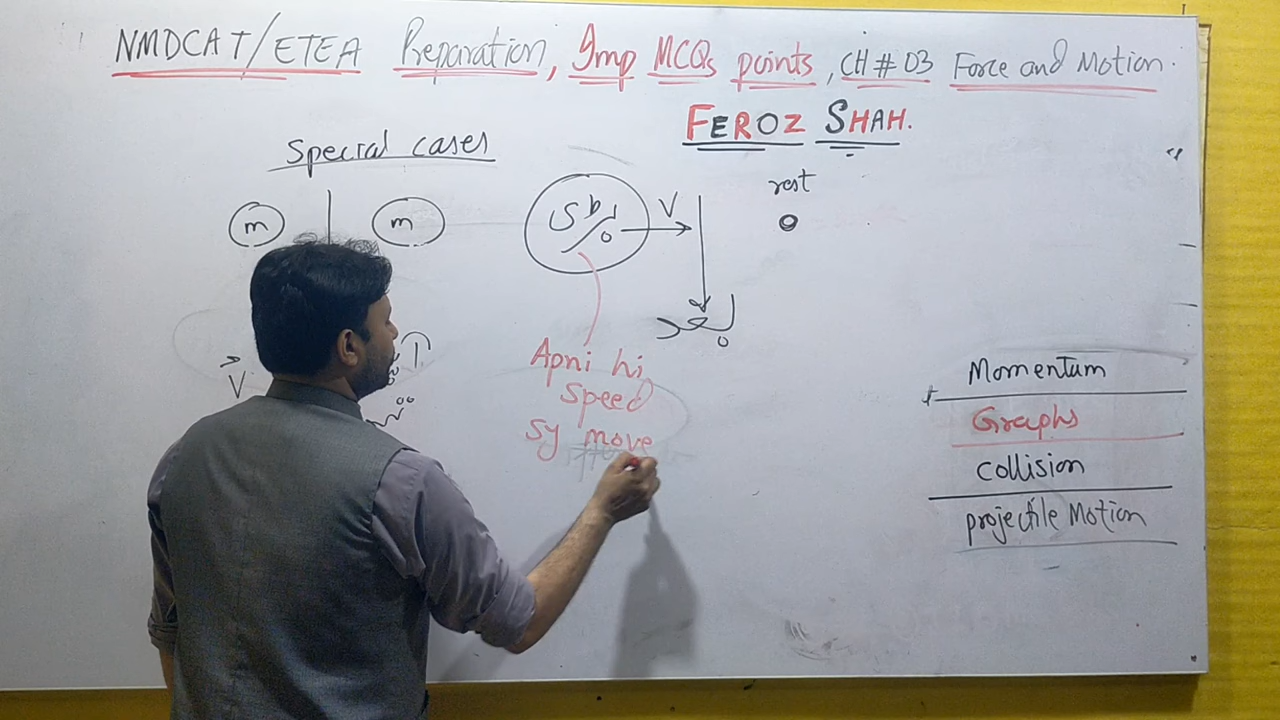 NMDCAT/ETEA Preparation, Imp MCQs points, CH # 03 Force and Motion.
FEROZ SHAH.
Special cases
m
m
V
rest
بعد
Apni hi
speed
sy move
V
Momentum
Graphs
collision
projectile Motion